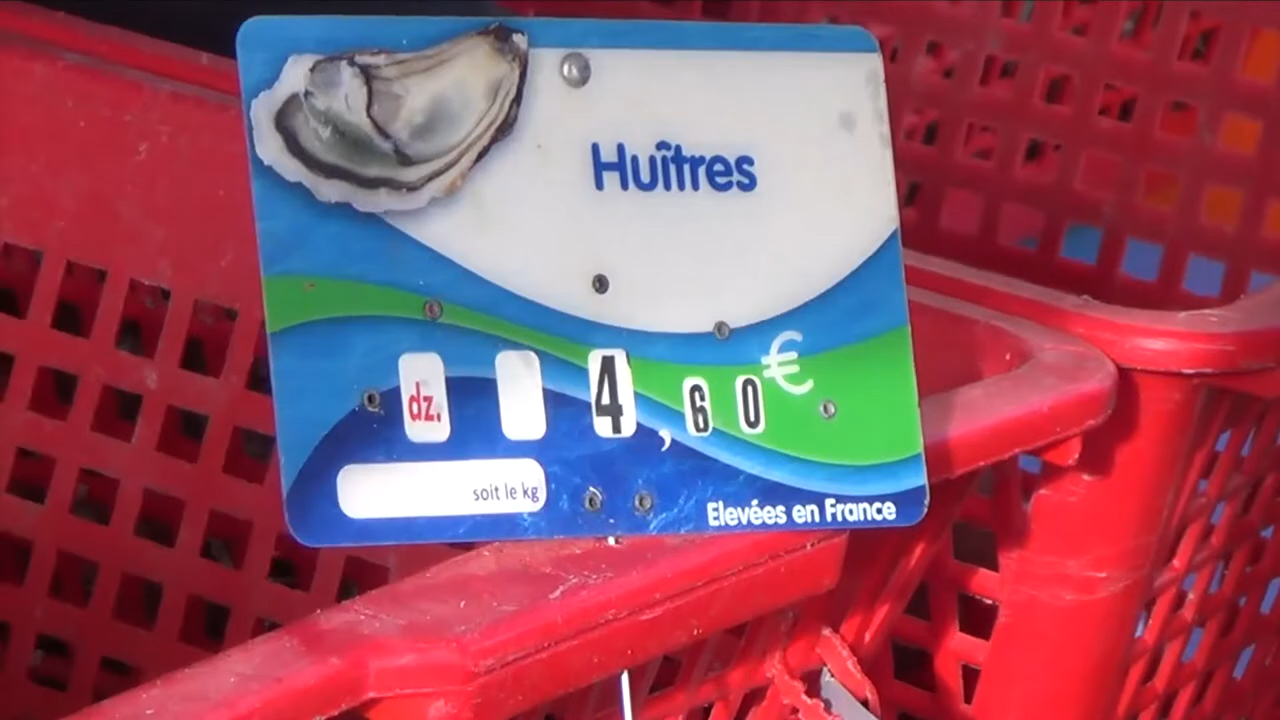 Huîtres
dz. 4,60€
soit le kg
Elevées en France